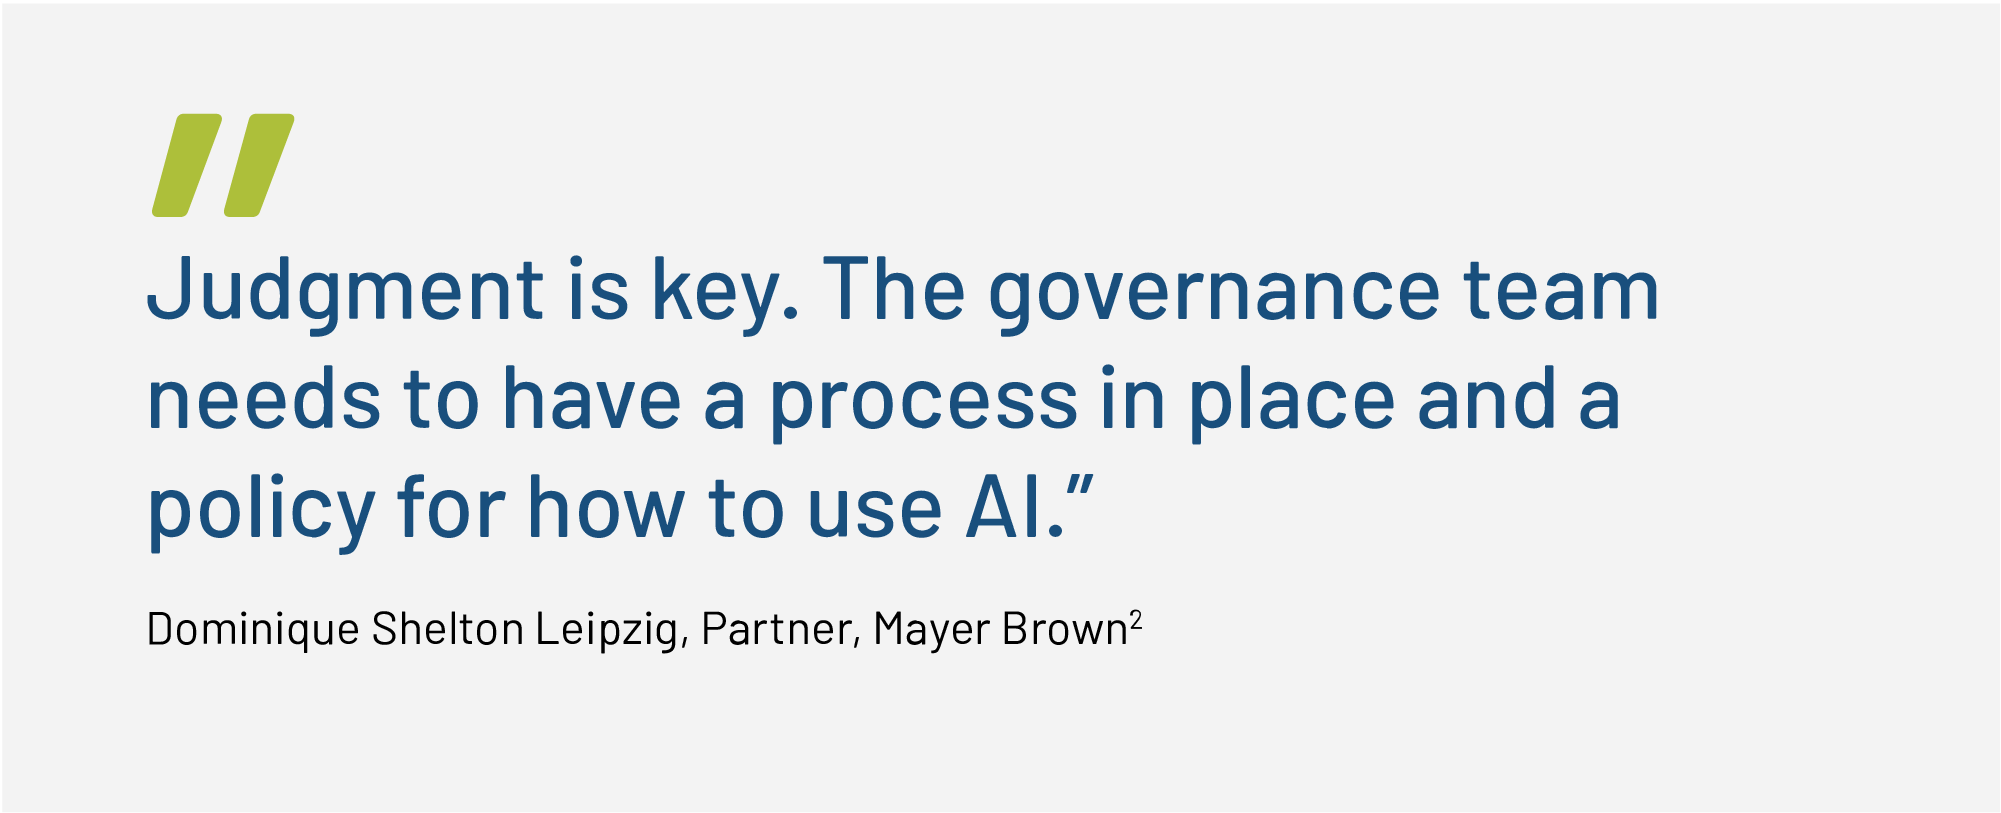 "
Judgment is key. The governance team
needs to have a process in place and a
policy for how to use AI.”
Dominique Shelton Leipzig, Partner, Mayer Brown²